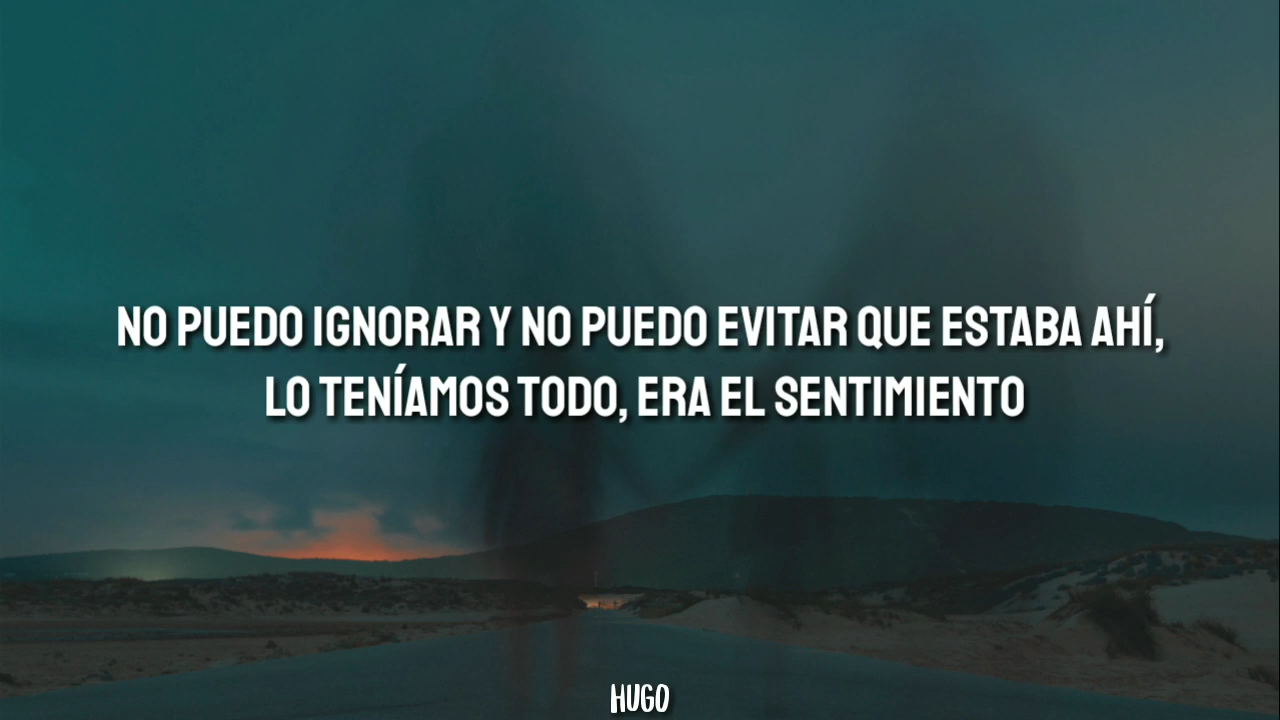 NO PUEDO IGNORAR Y NO PUEDO EVITAR QUE ESTABA AHÍ,
LO TENÍAMOS TODO, ERA EL SENTIMIENTO
HUGO